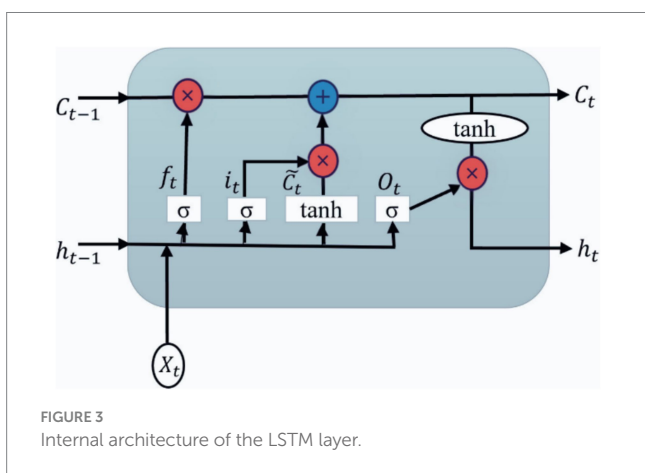 × + C_t
C_{t-1}
tanh
f_t i_t × C̃_t O_t ×
σ σ tanh σ
h_{t-1} h_t
X_t
FIGURE 3
Internal architecture of the LSTM layer.